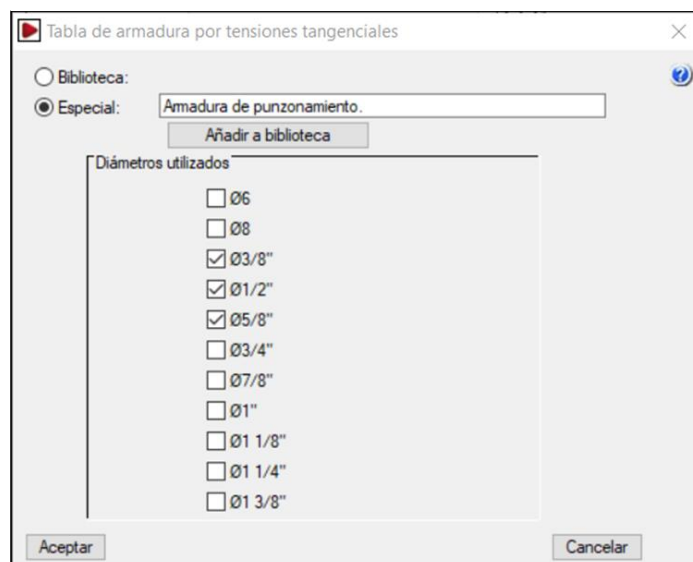 Tabla de armadura por tensiones tangenciales
Biblioteca:
Especial: Armadura de punzonamiento.
Añadir a biblioteca
Diámetros utilizados
Ø6
Ø8
Ø3/8"
Ø1/2"
Ø5/8"
Ø3/4"
Ø7/8"
Ø1"
Ø1 1/8"
Ø1 1/4"
Ø1 3/8"
Aceptar Cancelar